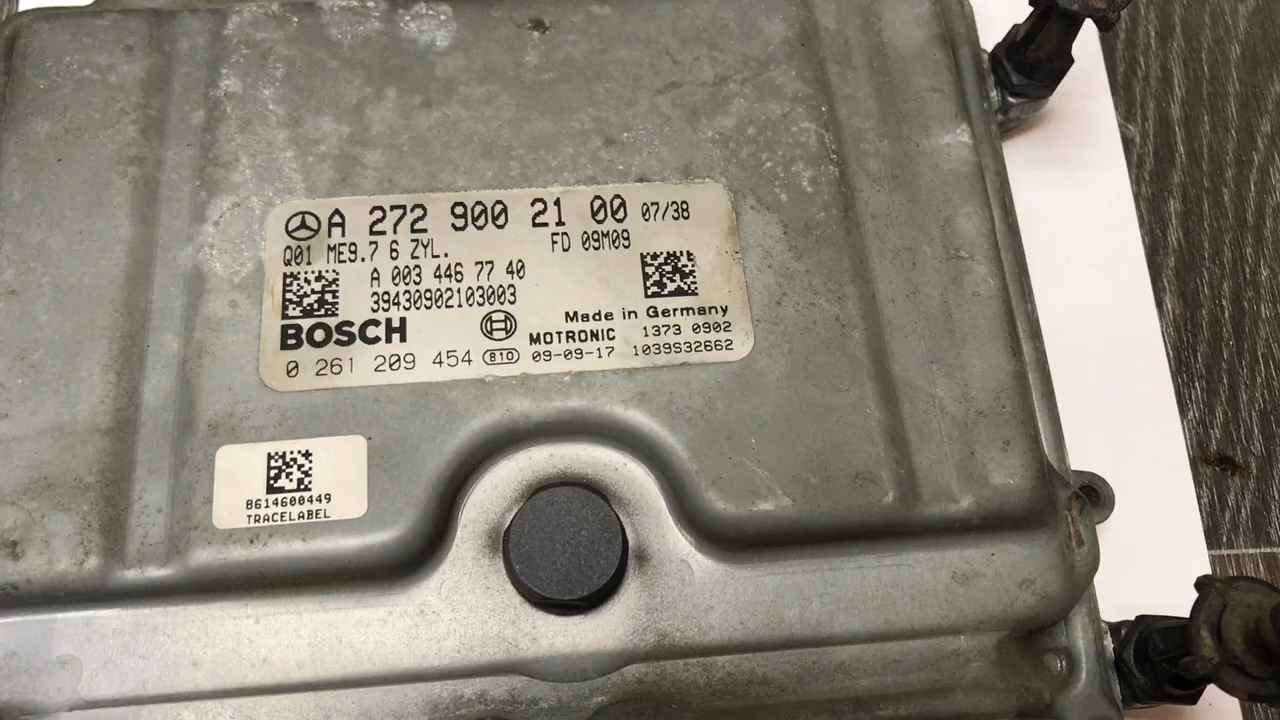 A 272 900 21 00 07/38
Q01 ME9.7 6 ZYL. FD 09M09
A 003 446 77 40
39430902103003
Made in Germany
BOSCH MOTRONIC 1373 0902
0 261 209 454 810 09-09-17 1039S32662
8614600449
TRACELABEL